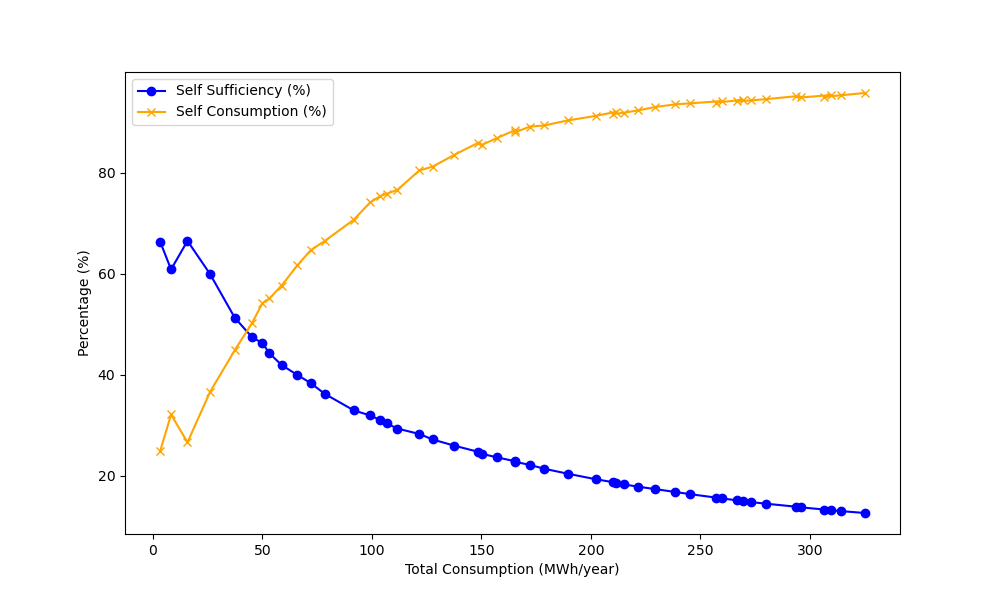 Self Sufficiency (%)
Self Consumption (%)
80
60
40
20
Percentage (%)
0
50
100
150
200
250
300
Total Consumption (MWh/year)